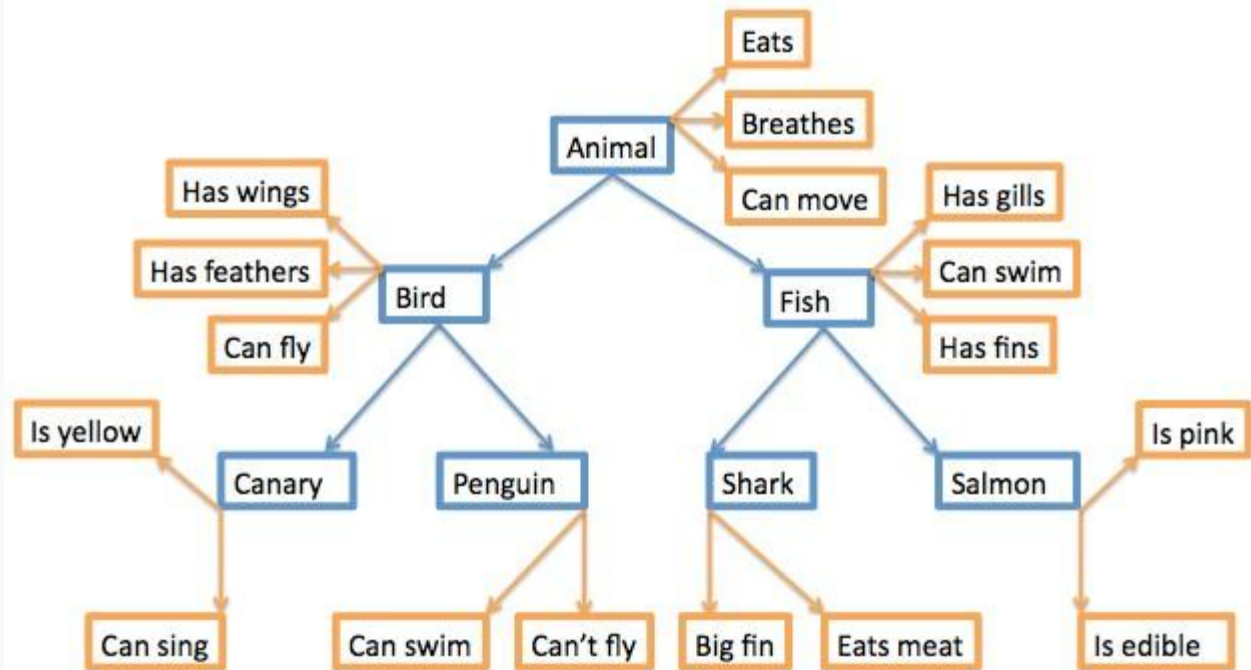 Eats
Breathes
Animal
Can move
Has wings
Has gills
Has feathers
Can swim
Bird
Fish
Can fly
Has fins
Is yellow
Is pink
Canary
Penguin
Shark
Salmon
Can sing
Can swim
Can't fly
Big fin
Eats meat
Is edible